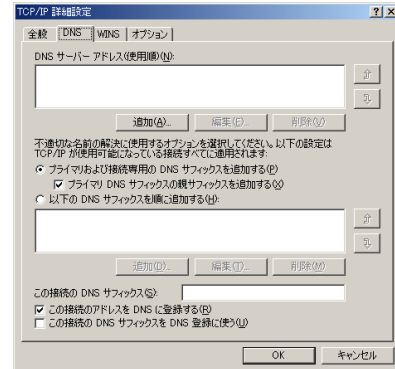 TCP/IP 詳細設定
全般 DNS WINS オプション
DNS サーバー アドレス(使用順)(N):
追加(A)... 編集(E)... 削除(V)
不適切な名前の解決に使用するオプションを選択してください。以下の設定は
TCP/IP が使用可能になっている接続すべてに適用されます:
プライマリおよび接続専用の DNS サフィックスを追加する(P)
プライマリ DNS サフィックスの親サフィックスを追加する(X)
以下の DNS サフィックスを順に追加する(H):
追加(D)... 編集(T)... 削除(M)
この接続の DNS サフィックス(S):
この接続のアドレスを DNS に登録する(R)
この接続の DNS サフィックスを DNS 登録に使う(U)
OK キャンセル